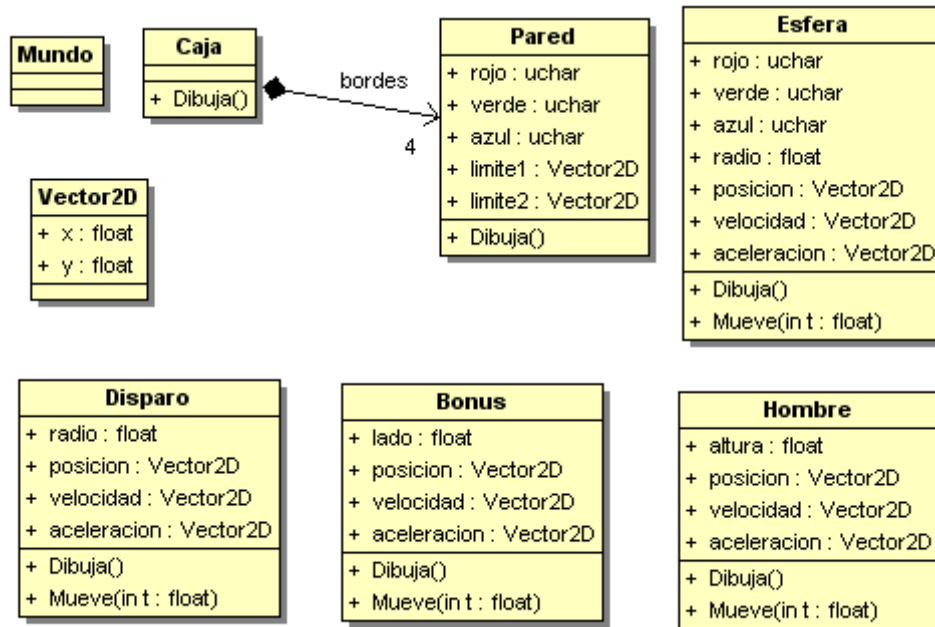 Mundo
Caja
+ Dibuja()
bordes
4
Pared
+ rojo : uchar
+ verde : uchar
+ azul : uchar
+ limite1 : Vector2D
+ limite2 : Vector2D
+ Dibuja()
Esfera
+ rojo : uchar
+ verde : uchar
+ azul : uchar
+ radio : float
+ posicion : Vector2D
+ velocidad : Vector2D
+ aceleracion : Vector2D
+ Dibuja()
+ Mueve(in t : float)
Vector2D
+ x : float
+ y : float
Disparo
+ radio : float
+ posicion : Vector2D
+ velocidad : Vector2D
+ aceleracion : Vector2D
+ Dibuja()
+ Mueve(in t : float)
Bonus
+ lado : float
+ posicion : Vector2D
+ velocidad : Vector2D
+ aceleracion : Vector2D
+ Dibuja()
+ Mueve(in t : float)
Hombre
+ altura : float
+ posicion : Vector2D
+ velocidad : Vector2D
+ aceleracion : Vector2D
+ Dibuja()
+ Mueve(in t : float)